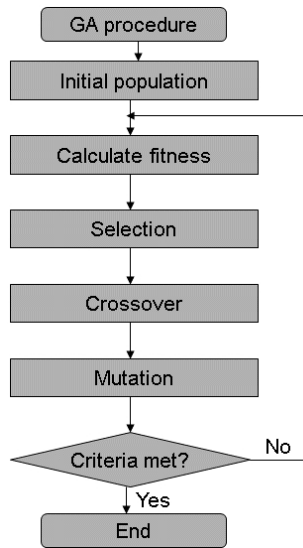 GA procedure
Initial population
Calculate fitness
Selection
Crossover
Mutation
Criteria met?
No
Yes
End